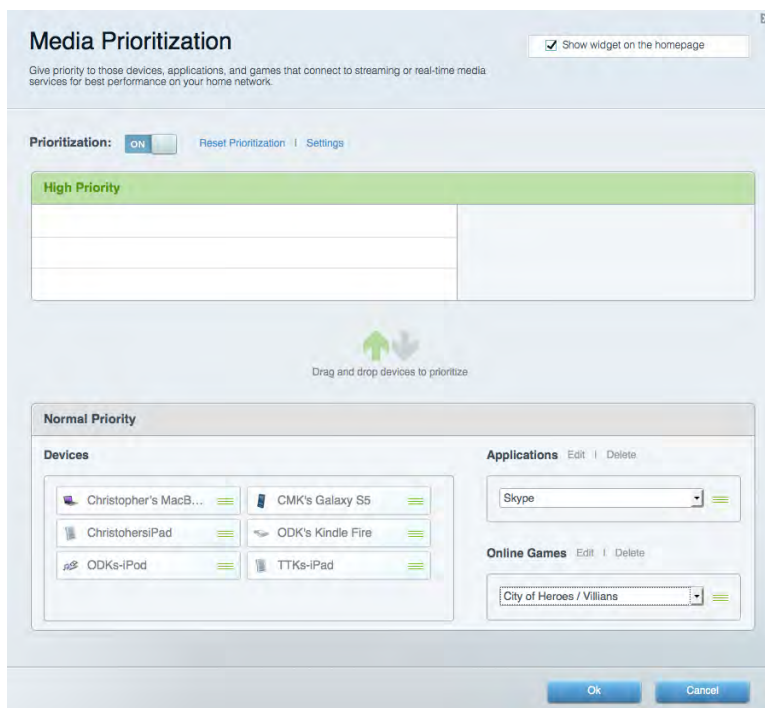 Media Prioritization
Show widget on the homepage
Give priority to those devices, applications, and games that connect to streaming or real-time media
services for best performance on your home network.
Prioritization: ON Reset Prioritization | Settings
High Priority
Drag and drop devices to prioritize
Normal Priority
Devices
Christopher's MacB...
CMK's Galaxy S5
ChristohersiPad
ODK's Kindle Fire
ODKs-iPod
TTKs-iPad
Applications Edit | Delete
Skype
Online Games Edit | Delete
City of Heroes / Villians
Ok
Cancel